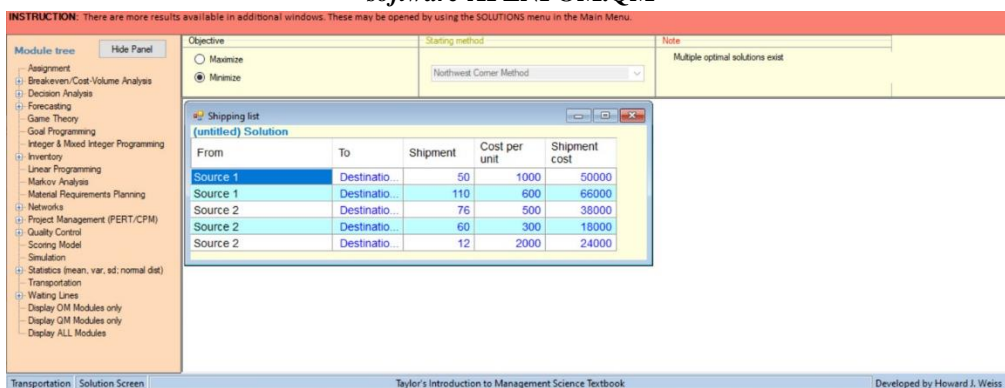 software API
INSTRUCTION: There are more results available in additional windows. These may be opened by using the SOLUTIONS menu in the Main Menu.
Module tree
Hide Panel
Assignment
Breakeven/Cost-Volume Analysis
Decision Analysis
Forecasting
Game Theory
Goal Programming
Integer & Mixed Integer Programming
Inventory
Linear Programming
Markov Analysis
Material Requirements Planning
Networks
Project Management (PERT/CPM)
Quality Control
Scoring Model
Simulation
Statistics (mean, var, sd; normal dist)
Transportation
Waiting Lines
Display OM Modules only
Display QM Modules only
Display ALL Modules
Objective
Maximize
Minimize
Starting method
Northwest Corner Method
Note
Multiple optimal solutions exist
Shipping list
(untitled) Solution
From To Shipment Cost per unit Shipment cost
Source 1 Destinatio... 50 1000 50000
Source 1 Destinatio... 110 600 66000
Source 2 Destinatio... 76 500 38000
Source 2 Destinatio... 60 300 18000
Source 2 Destinatio... 12 2000 24000
Transportation Solution Screen Taylor's Introduction to Management Science Textbook Developed by Howard J. Weiss